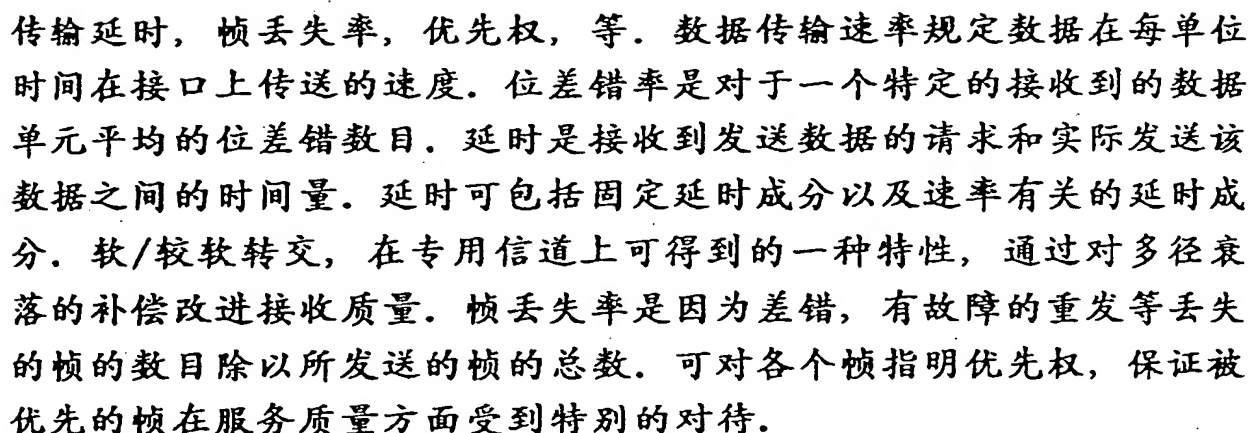 传输延时, 帧丢失率, 优先权, 等. 数据传输速率规定数据在每单位
时间在接口上传送的速度. 位差错率是对于一个特定的接收到的数据
单元平均的位差错数目. 延时是接收到发送数据的请求和实际发送该
数据之间的时间量. 延时可包括固定延时成分以及速率有关的延时成
分. 软/较软转交, 在专用信道上可得到的一种特性, 通过对多径衰
落的补偿改进接收质量. 帧丢失率是因为差错, 有故障的重发等丢失
的帧的数目除以所发送的帧的总数. 可对各个帧指明优先权, 保证被
优先的帧在服务质量方面受到特别的对待.